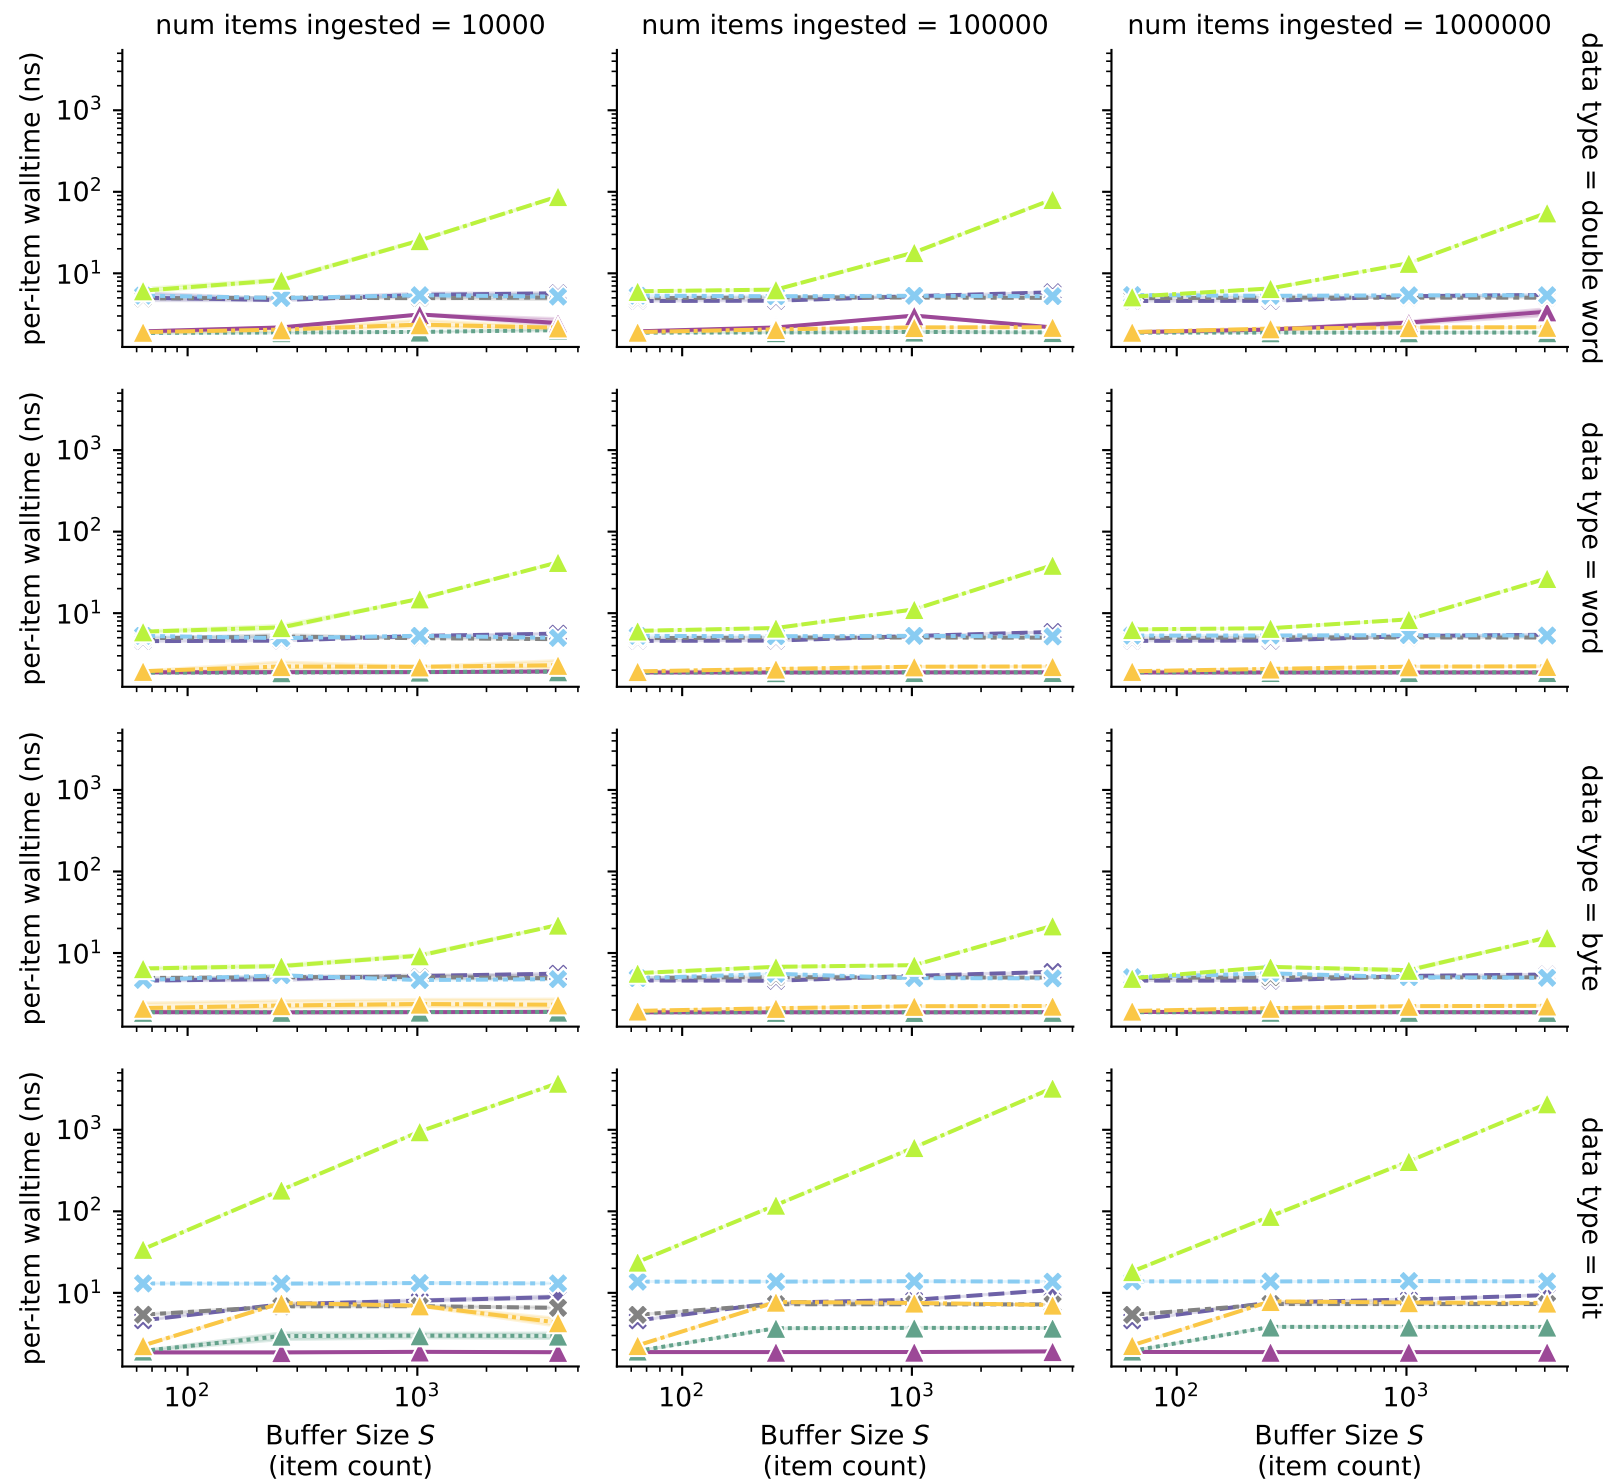 num items ingested = 10000
num items ingested = 100000
num items ingested = 1000000
per-item walltime (ns)
10³
10²
10¹
data type = double word
per-item walltime (ns)
10³
10²
10¹
data type = word
per-item walltime (ns)
10³
10²
10¹
data type = byte
per-item walltime (ns)
10³
10²
10¹
data type = bit
10² 10³
10² 10³
10² 10³
Buffer Size S
(item count)
Buffer Size S
(item count)
Buffer Size S
(item count)